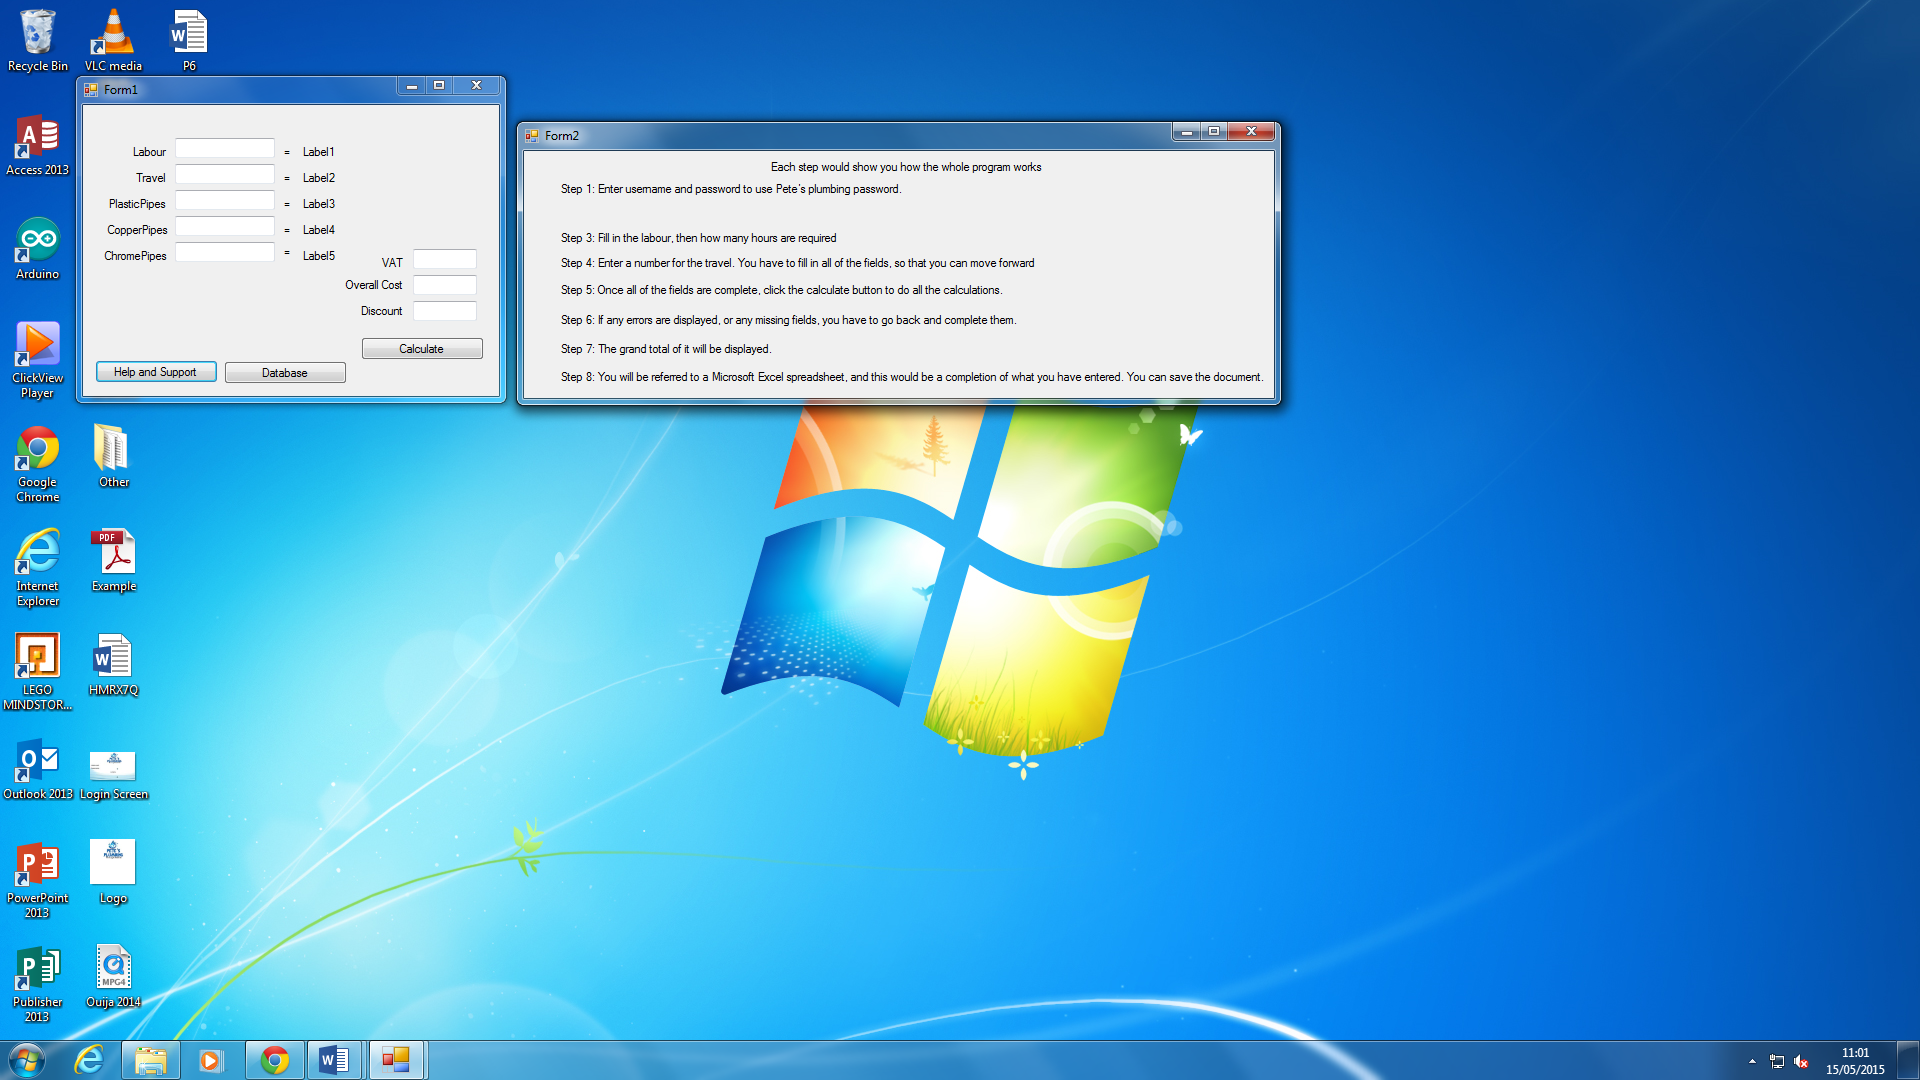 Recycle Bin
VLC media
P6
Access 2013
Arduino
ClickView
Player
Google
Chrome
Other
Internet
Explorer
PDF
Example
LEGO
MINDSTOR...
HMRX7Q
Outlook 2013
Login Screen
PowerPoint
2013
PETE'S
PLUMBING
Logo
Publisher
2013
MPG4
Ouija 2014
Form1
Labour = Label1
Travel = Label2
PlasticPipes = Label3
CopperPipes = Label4
ChromePipes = Label5
VAT
Overall Cost
Discount
Calculate
Help and Support
Database
Form2
Each step would show you how the whole program works
Step 1: Enter username and password to use Pete's plumbing password.
Step 3: Fill in the labour, then how many hours are required
Step 4: Enter a number for the travel. You have to fill in all of the fields, so that you can move forward
Step 5: Once all of the fields are complete, click the calculate button to do all the calculations.
Step 6: If any errors are displayed, or any missing fields, you have to go back and complete them.
Step 7: The grand total of it will be displayed.
Step 8: You will be referred to a Microsoft Excel spreadsheet, and this would be a completion of what you have entered. You can save the document.
11:01
15/05/2015